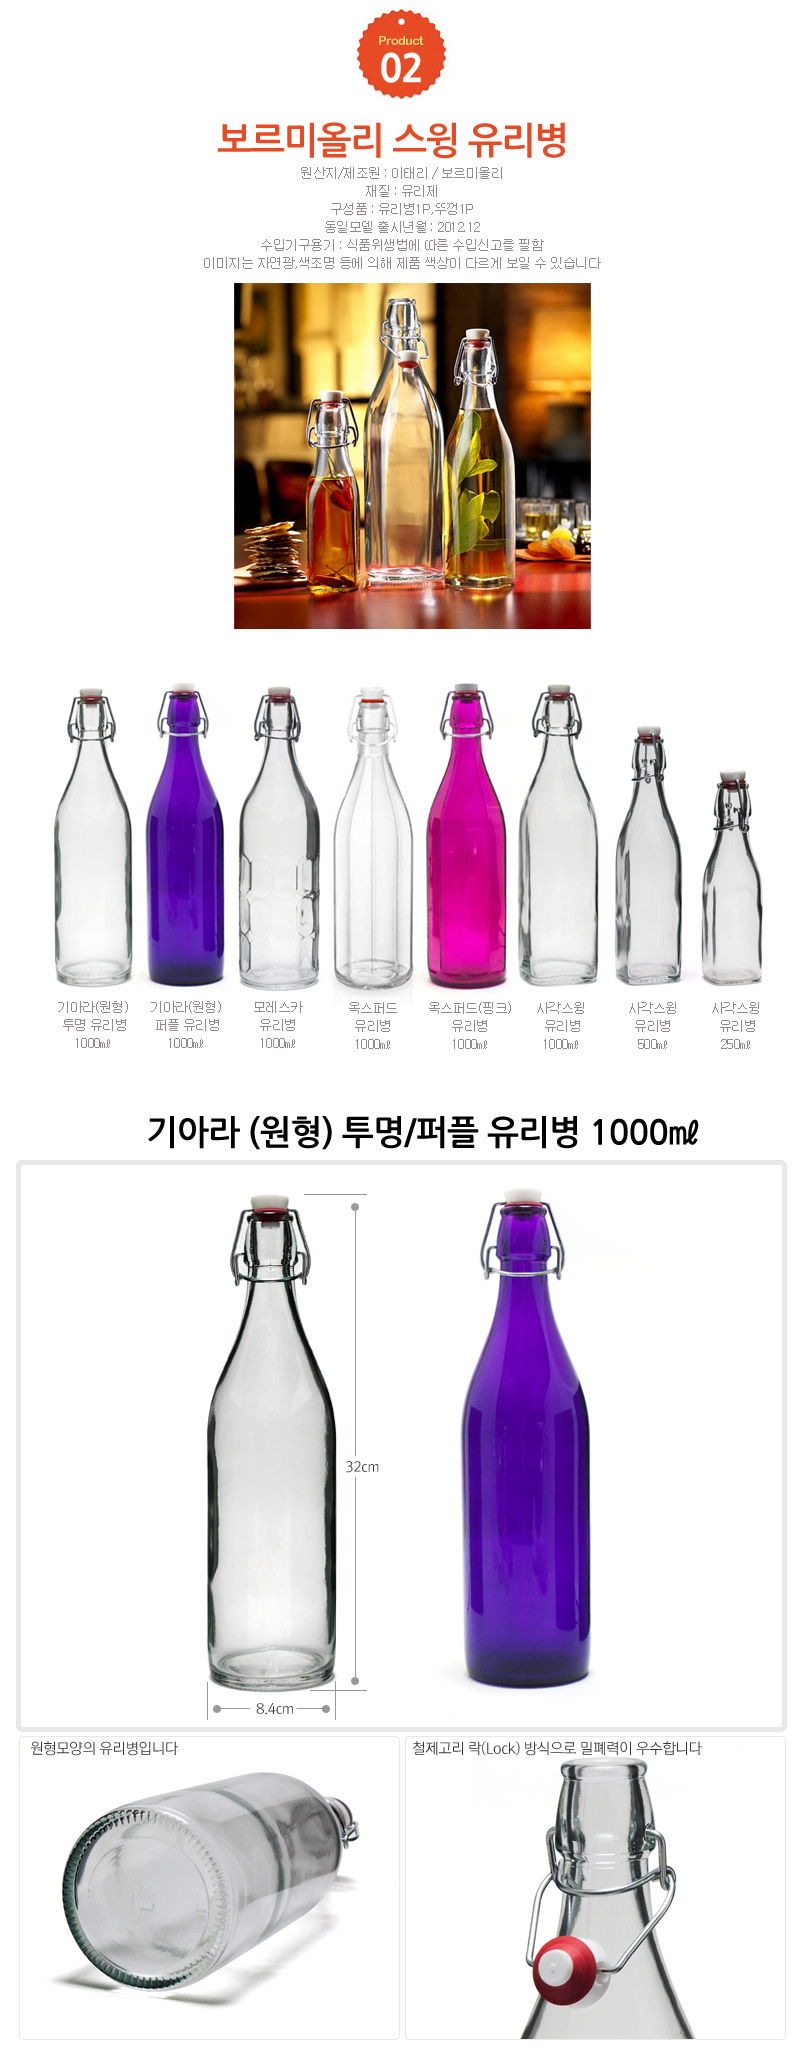 Product
02
보르미올리 스윙 유리병
원산지/제조원 : 이태리 / 보르미올리
재질 : 유리제
구성품 : 유리병1P,뚜껑1P
동일모델 출시년월 : 2012.12
수입기구용기 : 식품위생법에 따른 수입신고를 필함
이미지는 자연광,색조명 등에 의해 제품 색상이 다르게 보일 수 있습니다
기아라(원형)
투명 유리병
1000㎖
기아라(원형)
퍼플 유리병
1000㎖
모레스카
유리병
1000㎖
옥스퍼드
유리병
1000㎖
옥스퍼드(핑크)
유리병
1000㎖
사각스윙
유리병
1000㎖
사각스윙
유리병
500㎖
사각스윙
유리병
250㎖
기아라 (원형) 투명/퍼플 유리병 1000㎖
32cm
8.4cm
원형모양의 유리병입니다
철제고리 락(Lock) 방식으로 밀폐력이 우수합니다